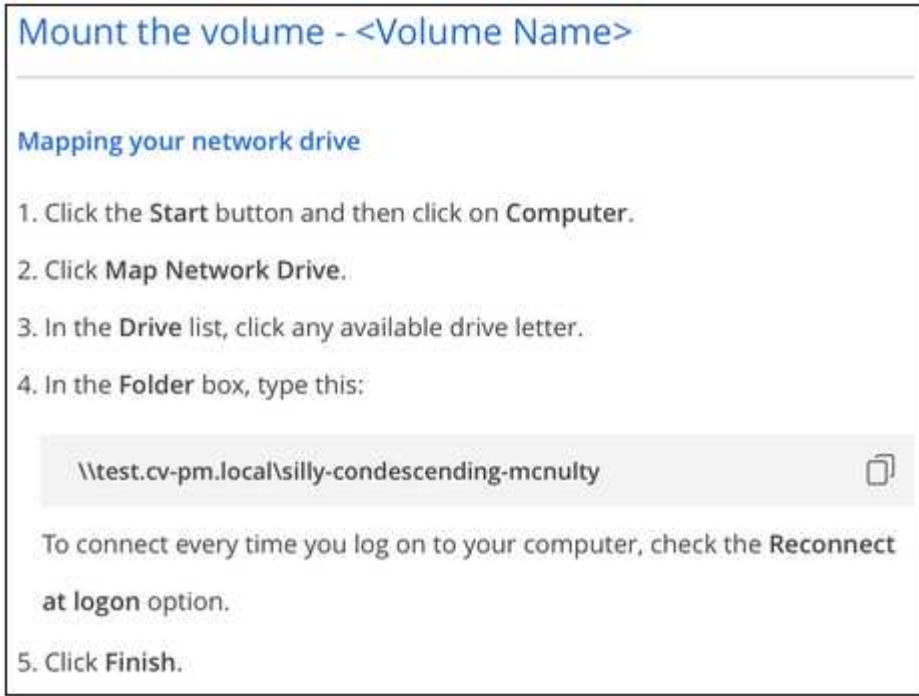 Mount the volume - <Volume Name>
Mapping your network drive
1. Click the Start button and then click on Computer.
2. Click Map Network Drive.
3. In the Drive list, click any available drive letter.
4. In the Folder box, type this:
\\test.cv-pm.local\silly-condescending-mcnulty
To connect every time you log on to your computer, check the Reconnect
at logon option.
5. Click Finish.